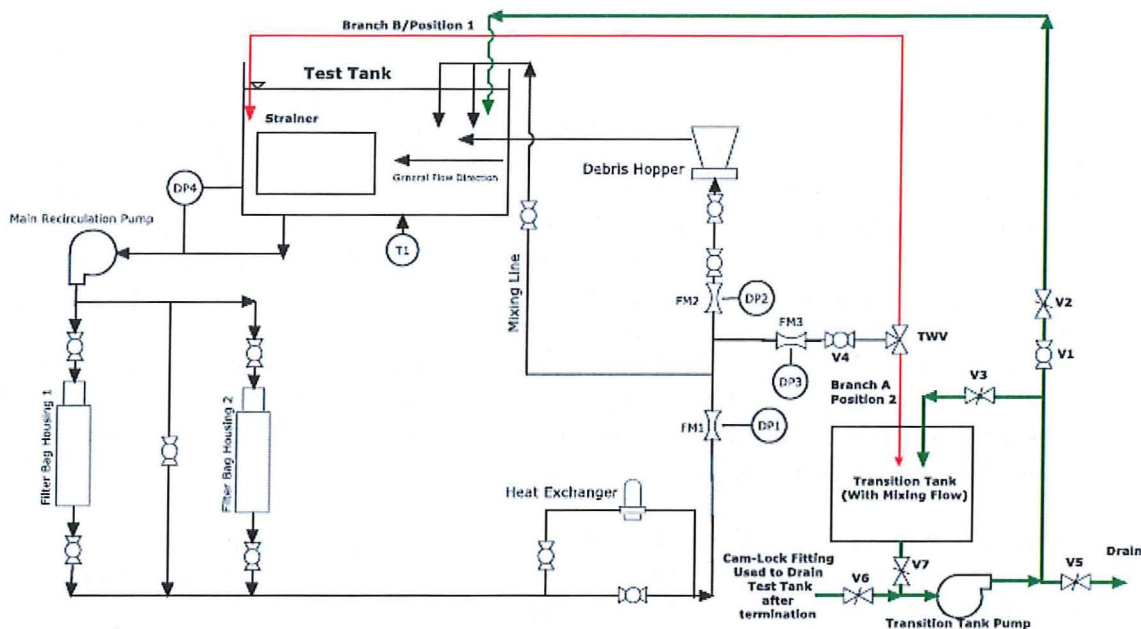 Branch B/Position 1
Test Tank
Strainer
General Flow Direction
DP4
T1
Main Recirculation Pump
Debris Hopper
Mixing Line
FM2
DP2
FM3
V4
DP3
TWV
V2
V1
V3
Branch A
Position 2
FM1
DP1
Filter Bag Housing 1
Filter Bag Housing 2
Heat Exchanger
Transition Tank
(With Mixing Flow)
Cam-Lock Fitting
Used to Drain
Test Tank
after
termination
V6
V7
V5
Drain
Transition Tank Pump